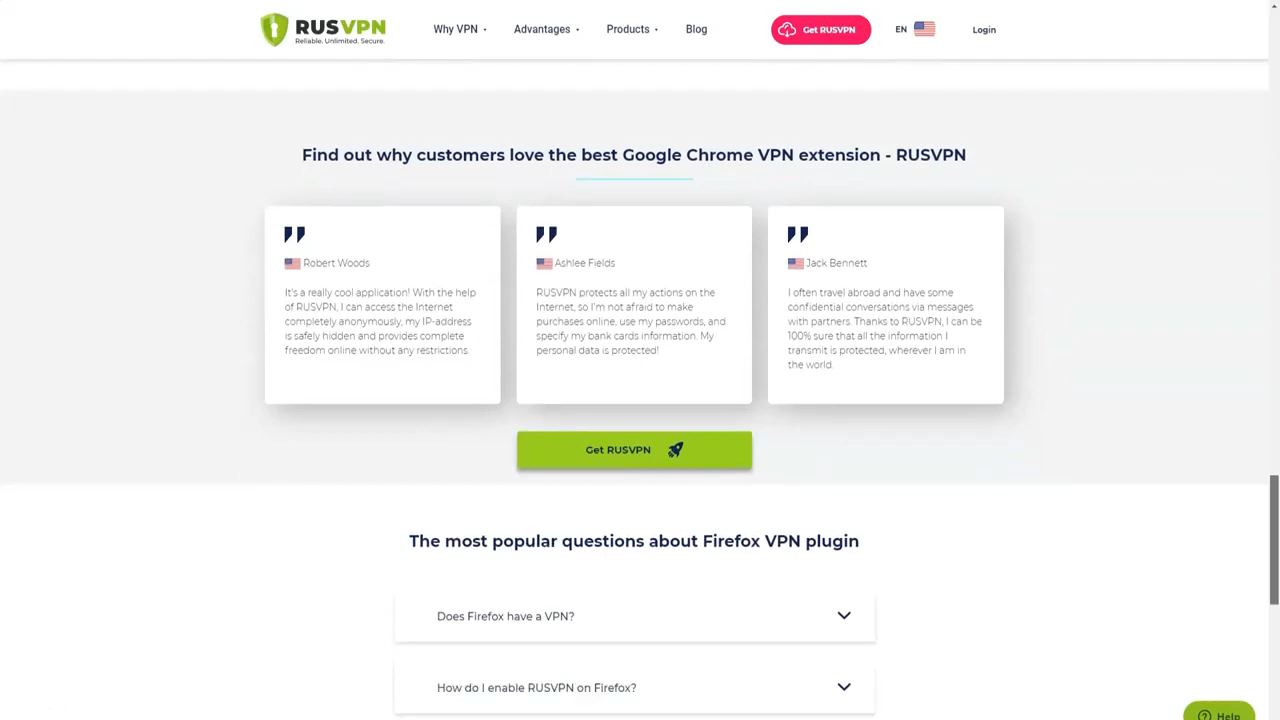 RUSVPN
Reliable. Unlimited. Secure.
Why VPN
Advantages
Products
Blog
Get RUSVPN
EN
Login
Find out why customers love the best Google Chrome VPN extension - RUSVPN
Robert Woods
It's a really cool application! With the help
of RUSVPN, I can access the Internet
completely anonymously, my IP-address
is safely hidden and provides complete
freedom online without any restrictions.
Ashlee Fields
RUSVPN protects all my actions on the
Internet, so I'm not afraid to make
purchases online, use my passwords, and
specify my bank cards information. My
personal data is protected!
Jack Bennett
I often travel abroad and have some
confidential conversations via messages
with partners. Thanks to RUSVPN, I can be
100% sure that all the information I
transmit is protected, wherever I am in
the world.
Get RUSVPN
The most popular questions about Firefox VPN plugin
Does Firefox have a VPN?
How do I enable RUSVPN on Firefox?
Help